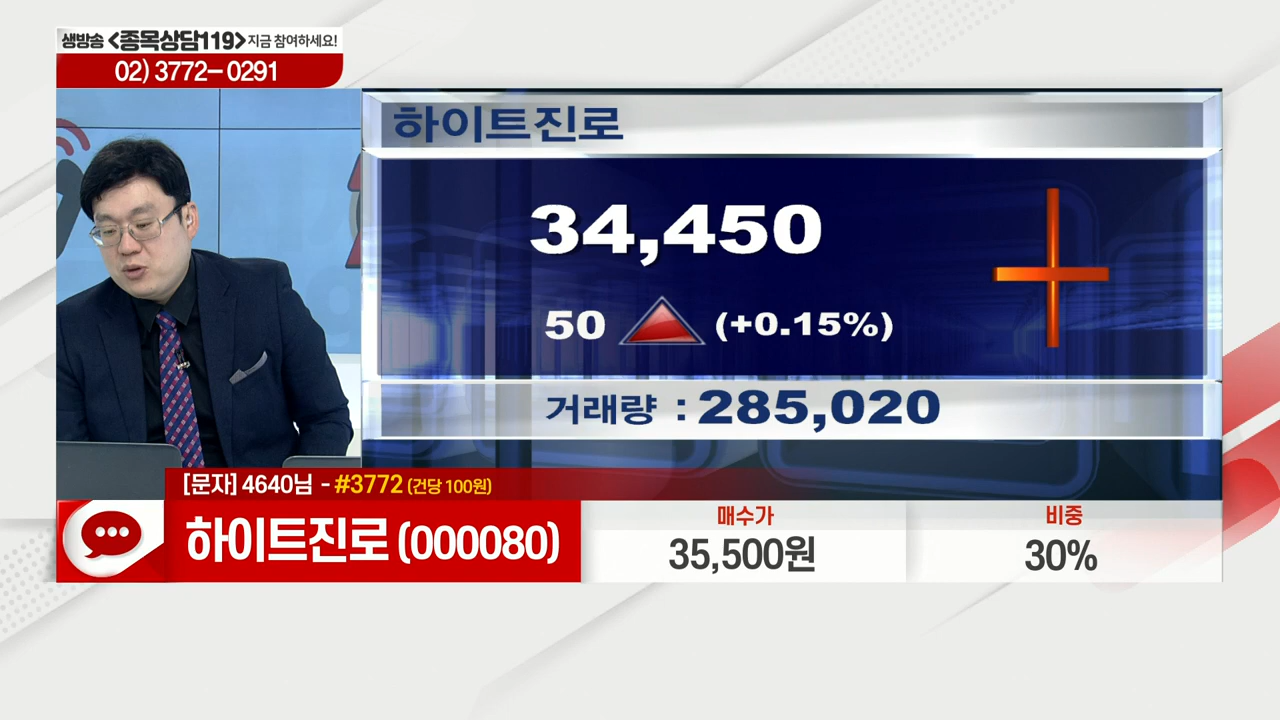 생방송 <종목상담119> 지금 참여하세요!
02) 3772-0291
하이트진로
34,450
50 ▲ (+0.15%)
거래량 : 285,020
[문자] 4640님 - #3772 (건당 100원)
하이트진로 (000080)
매수가
35,500원
비중
30%